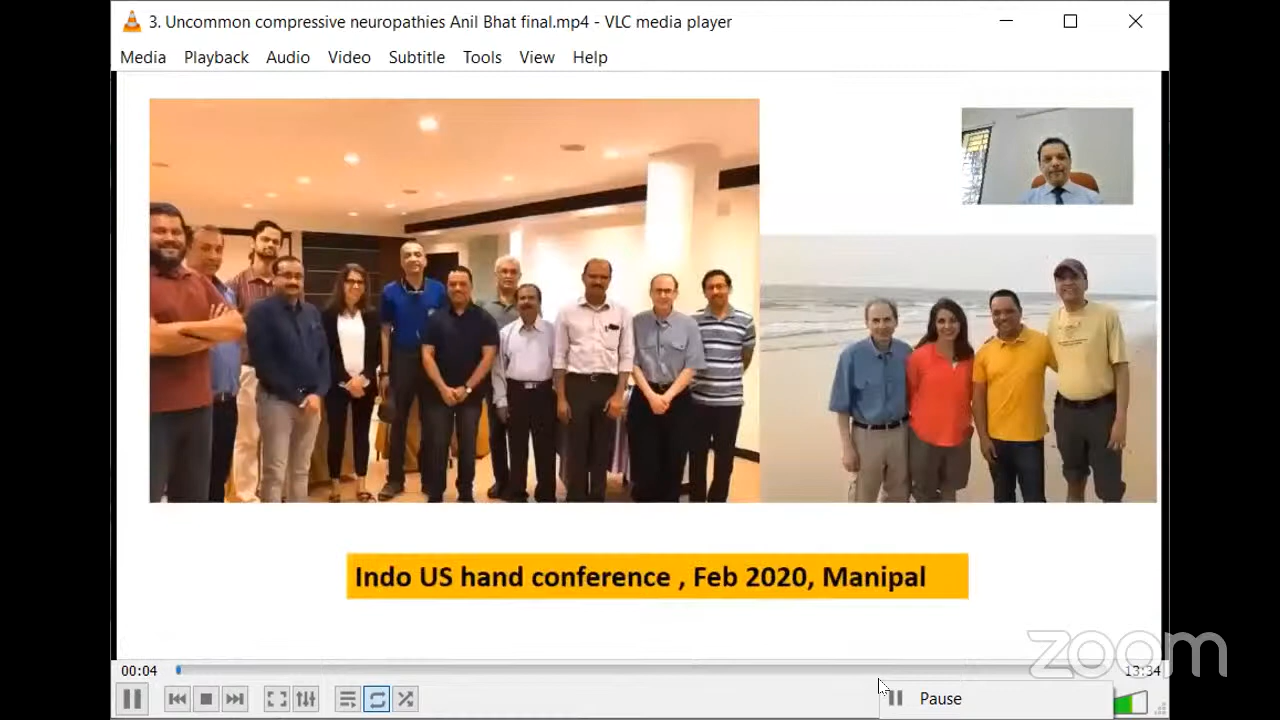 3. Uncommon compressive neuropathies Anil Bhat final.mp4 - VLC media player
Media Playback Audio Video Subtitle Tools View Help
Indo US hand conference , Feb 2020, Manipal
zoom
00:04
13:34
Pause